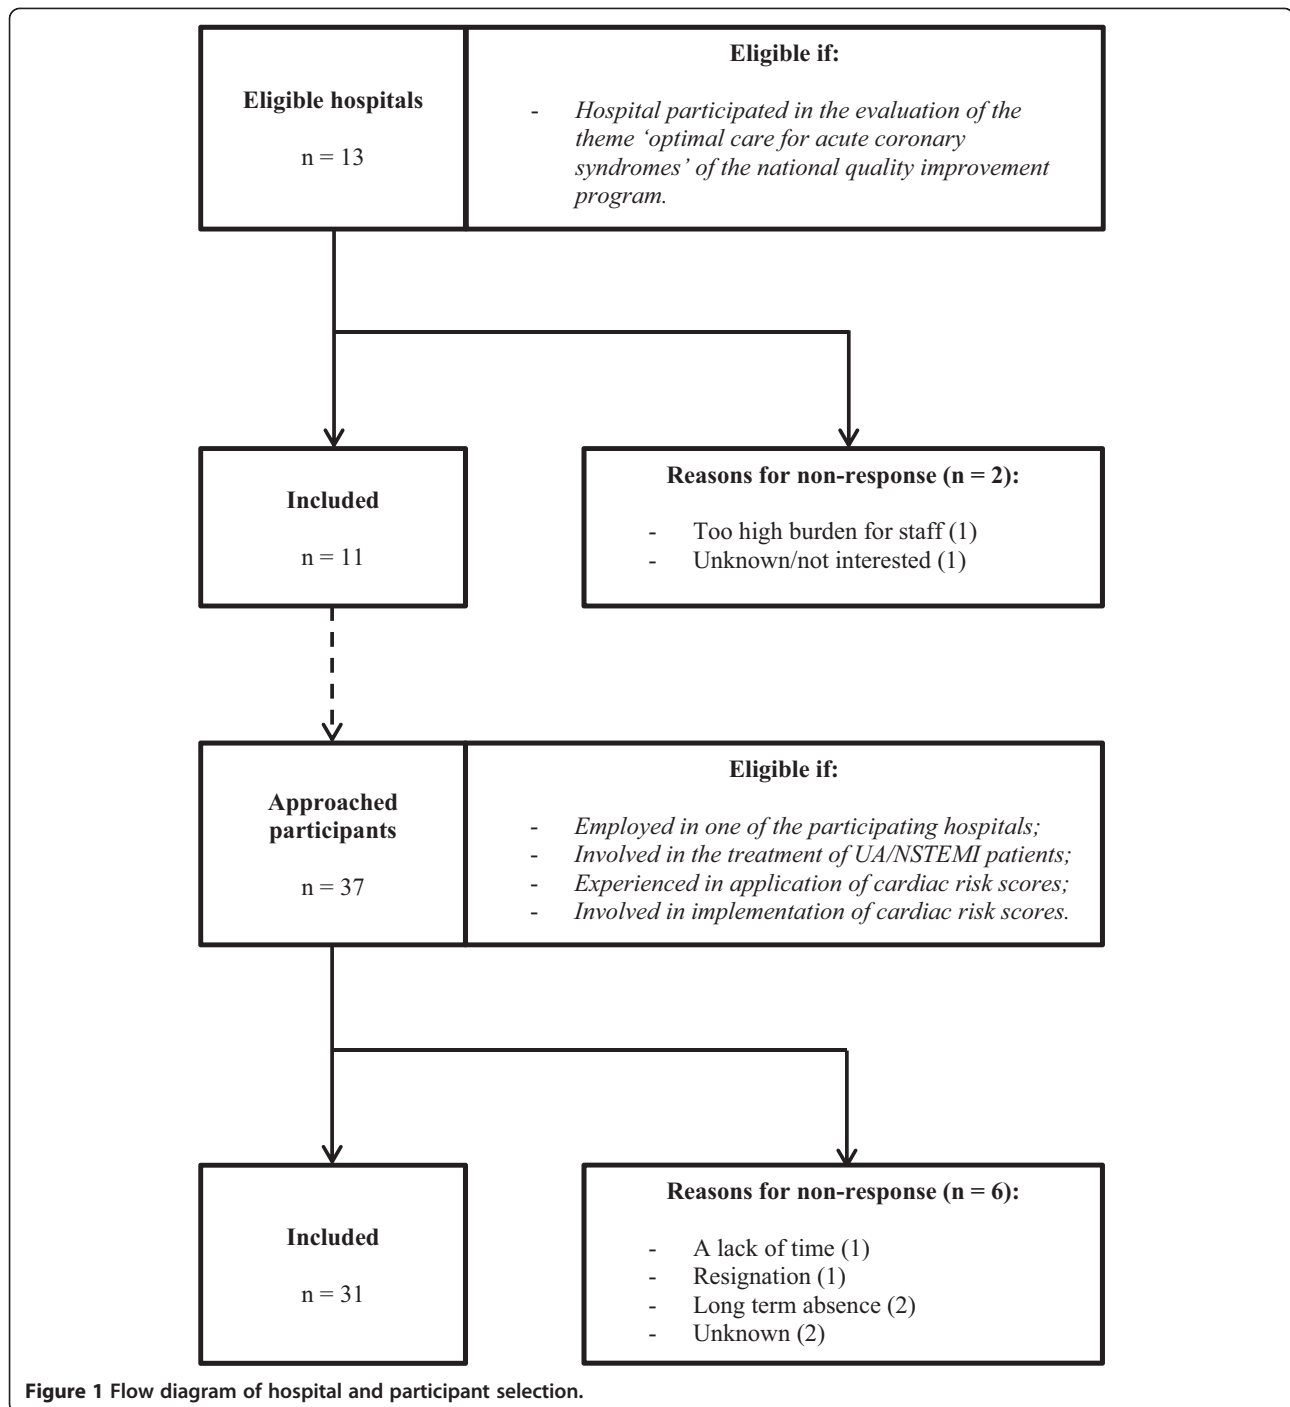 Eligible hospitals
n = 13
Eligible if:
- Hospital participated in the evaluation of the
theme ‘optimal care for acute coronary
syndromes’ of the national quality improvement
program.
Included
n = 11
Reasons for non-response (n = 2):
- Too high burden for staff (1)
- Unknown/not interested (1)
Approached
participants
n = 37
Eligible if:
- Employed in one of the participating hospitals;
- Involved in the treatment of UA/NSTEMI patients;
- Experienced in application of cardiac risk scores;
- Involved in implementation of cardiac risk scores.
Included
n = 31
Reasons for non-response (n = 6):
- A lack of time (1)
- Resignation (1)
- Long term absence (2)
- Unknown (2)
Figure 1 Flow diagram of hospital and participant selection.